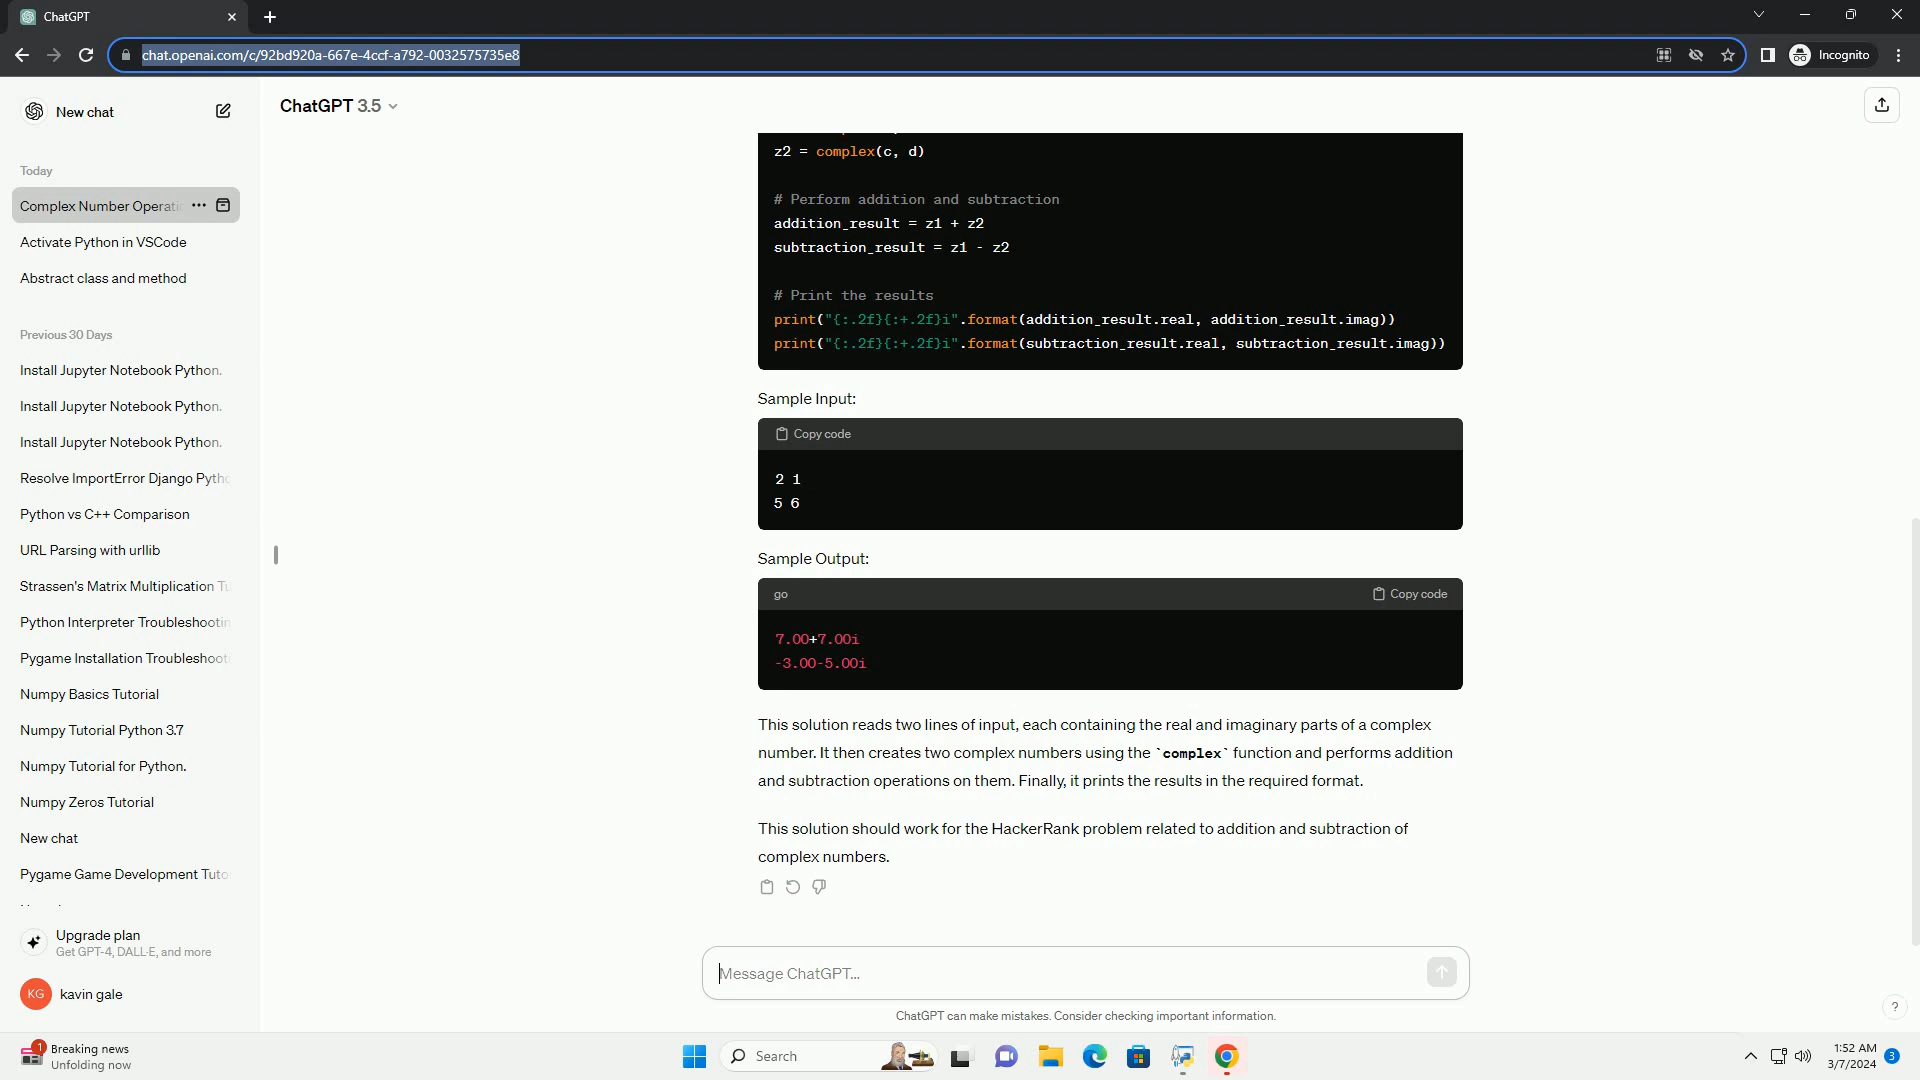 ChatGPT
chat.openai.com/c/92bd920a-667e-4ccf-a792-0032575735e8
Incognito
New chat
ChatGPT 3.5
Today
Complex Number Operati
Activate Python in VSCode
Abstract class and method
Previous 30 Days
Install Jupyter Notebook Python.
Install Jupyter Notebook Python.
Install Jupyter Notebook Python.
Resolve ImportError Django Pytho
Python vs C++ Comparison
URL Parsing with urllib
Strassen's Matrix Multiplication Tu
Python Interpreter Troubleshootin
Pygame Installation Troubleshoot
Numpy Basics Tutorial
Numpy Tutorial Python 3.7
Numpy Tutorial for Python.
Numpy Zeros Tutorial
New chat
Pygame Game Development Tuto
Upgrade plan
Get GPT-4, DALL·E, and more
KG kavin gale
z2 = complex(c, d)
# Perform addition and subtraction
addition_result = z1 + z2
subtraction_result = z1 - z2
# Print the results
print("{:.2f}{:+.2f}i".format(addition_result.real, addition_result.imag))
print("{:.2f}{:+.2f}i".format(subtraction_result.real, subtraction_result.imag))
Sample Input:
Copy code
2 1
5 6
Sample Output:
go Copy code
7.00+7.00i
-3.00-5.00i
This solution reads two lines of input, each containing the real and imaginary parts of a complex
number. It then creates two complex numbers using the `complex` function and performs addition
and subtraction operations on them. Finally, it prints the results in the required format.
This solution should work for the HackerRank problem related to addition and subtraction of
complex numbers.
Message ChatGPT...
ChatGPT can make mistakes. Consider checking important information.
?
1
Breaking news
Unfolding now
Search
1:52 AM
3/7/2024
3